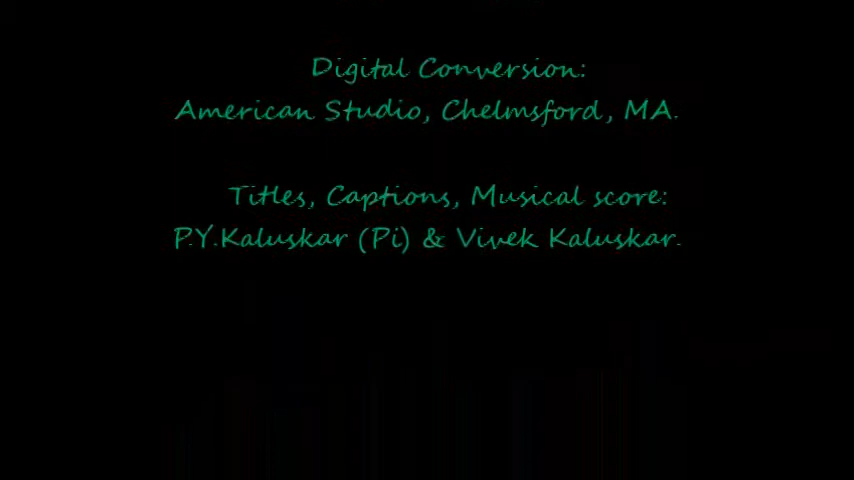 Digital Conversion:
American Studio, Chelmsford, MA.
Titles, Captions, Musical score:
P.Y.Kaluskar (Pi) & Vivek Kaluskar.